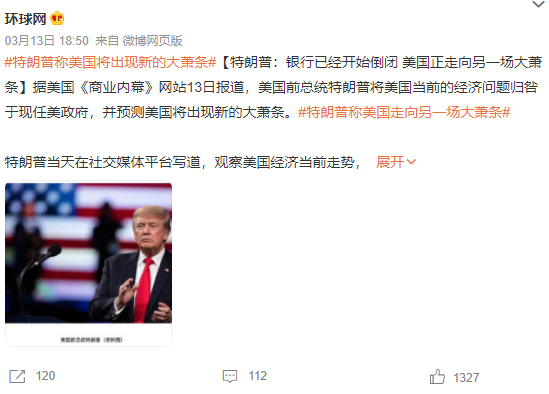 环球网
03月13日 18:50 来自 微博网页版
#特朗普称美国将出现新的大萧条#【特朗普：银行已经开始倒闭 美国正走向另一场大萧
条】据美国《商业内幕》网站13日报道，美国前总统特朗普将美国当前的经济问题归咎
于现任美政府，并预测美国将出现新的大萧条。#特朗普称美国走向另一场大萧条#
特朗普当天在社交媒体平台写道，观察美国经济当前走势， 展开
美国前总统特朗普（资料图）
120 112 1327